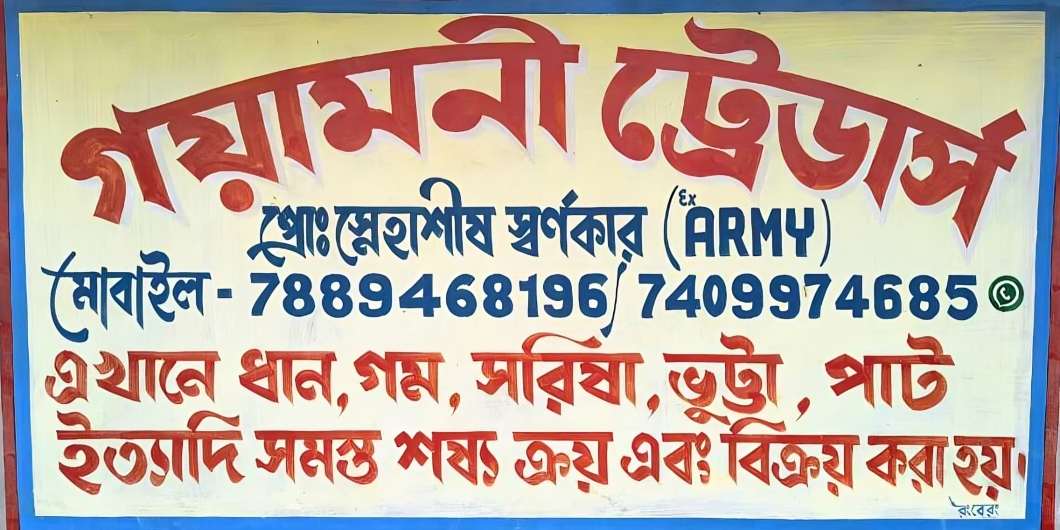 গয়ামনী ট্রেডার্স
প্রোঃ স্নেহাশীষ স্বর্ণকার (Ex ARMY)
মোবাইল - 7889468196/ 7409974685
এখানে ধান, গম, সরিষা, ভুট্টা, পাট
ইত্যাদি সমস্ত শষ্য ক্রয় এবং বিক্রয় করা হয়।
রংবেরং